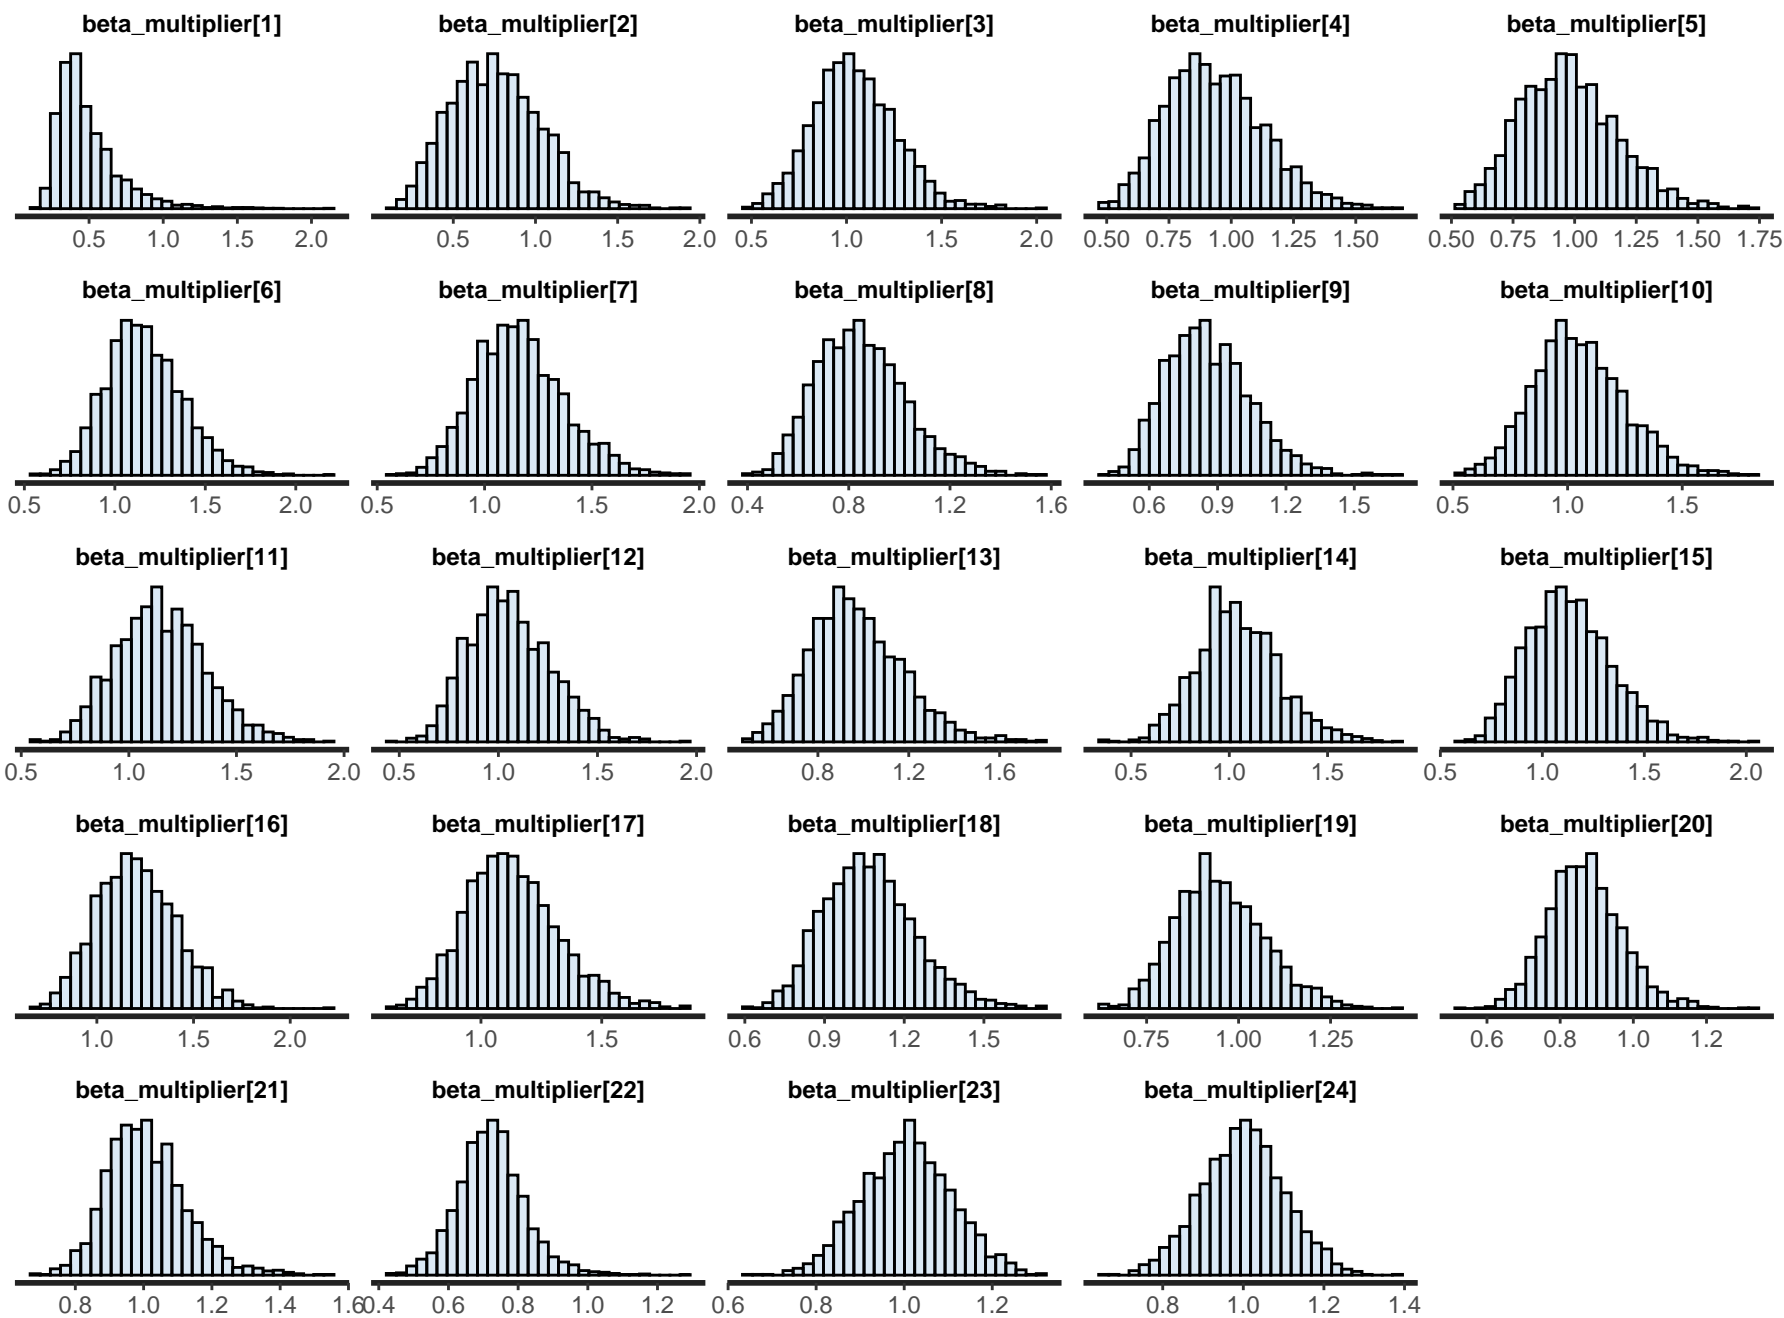 beta_multiplier[1] beta_multiplier[2] beta_multiplier[3] beta_multiplier[4] beta_multiplier[5]
0.5 1.0 1.5 2.0 0.5 1.0 1.5 2.0 0.5 1.0 1.5 2.0 0.50 0.75 1.00 1.25 1.50 0.50 0.75 1.00 1.25 1.50 1.75
beta_multiplier[6] beta_multiplier[7] beta_multiplier[8] beta_multiplier[9] beta_multiplier[10]
0.5 1.0 1.5 2.0 0.5 1.0 1.5 2.0 0.4 0.8 1.2 1.6 0.6 0.9 1.2 1.5 0.5 1.0 1.5
beta_multiplier[11] beta_multiplier[12] beta_multiplier[13] beta_multiplier[14] beta_multiplier[15]
0.5 1.0 1.5 2.0 0.5 1.0 1.5 2.0 0.8 1.2 1.6 0.5 1.0 1.5 0.5 1.0 1.5 2.0
beta_multiplier[16] beta_multiplier[17] beta_multiplier[18] beta_multiplier[19] beta_multiplier[20]
1.0 1.5 2.0 1.0 1.5 0.6 0.9 1.2 1.5 0.75 1.00 1.25 0.6 0.8 1.0 1.2
beta_multiplier[21] beta_multiplier[22] beta_multiplier[23] beta_multiplier[24]
0.8 1.0 1.2 1.4 1.6 0.4 0.6 0.8 1.0 1.2 0.6 0.8 1.0 1.2 0.8 1.0 1.2 1.4